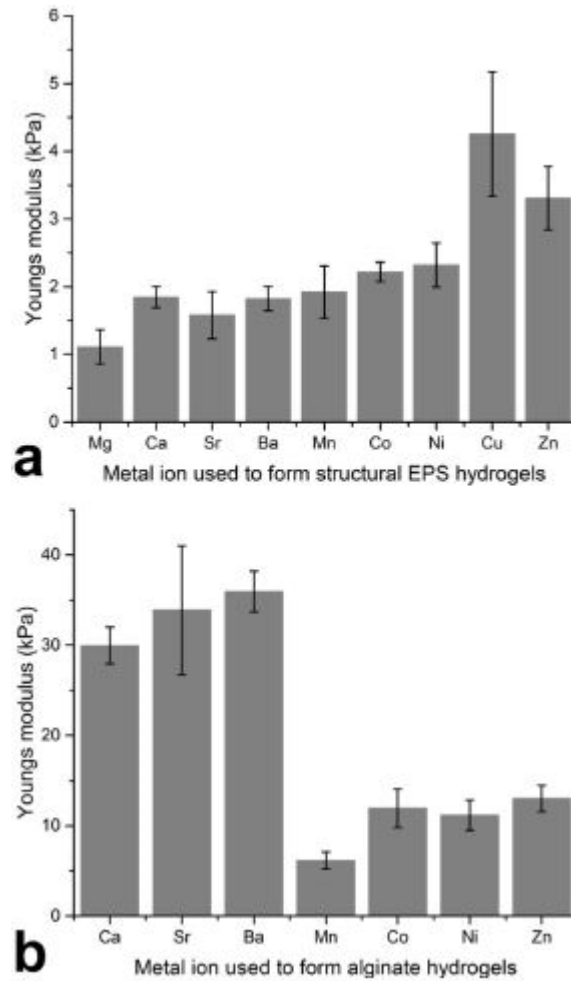 6
5
4
3
2
1
0
Youngs modulus (kPa)
Mg Ca Sr Ba Mn Co Ni Cu Zn
a
Metal ion used to form structural EPS hydrogels
40
30
20
10
0
Youngs modulus (kPa)
Ca Sr Ba Mn Co Ni Zn
b
Metal ion used to form alginate hydrogels